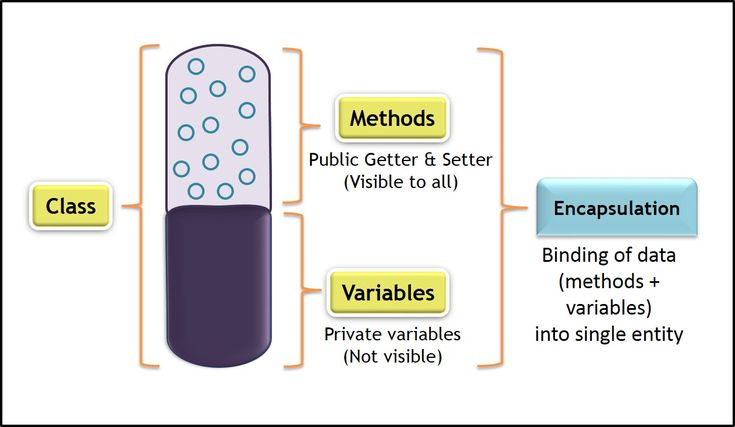 Class
Methods
Public Getter & Setter
(Visible to all)
Variables
Private variables
(Not visible)
Encapsulation
Binding of data
(methods +
variables)
into single entity